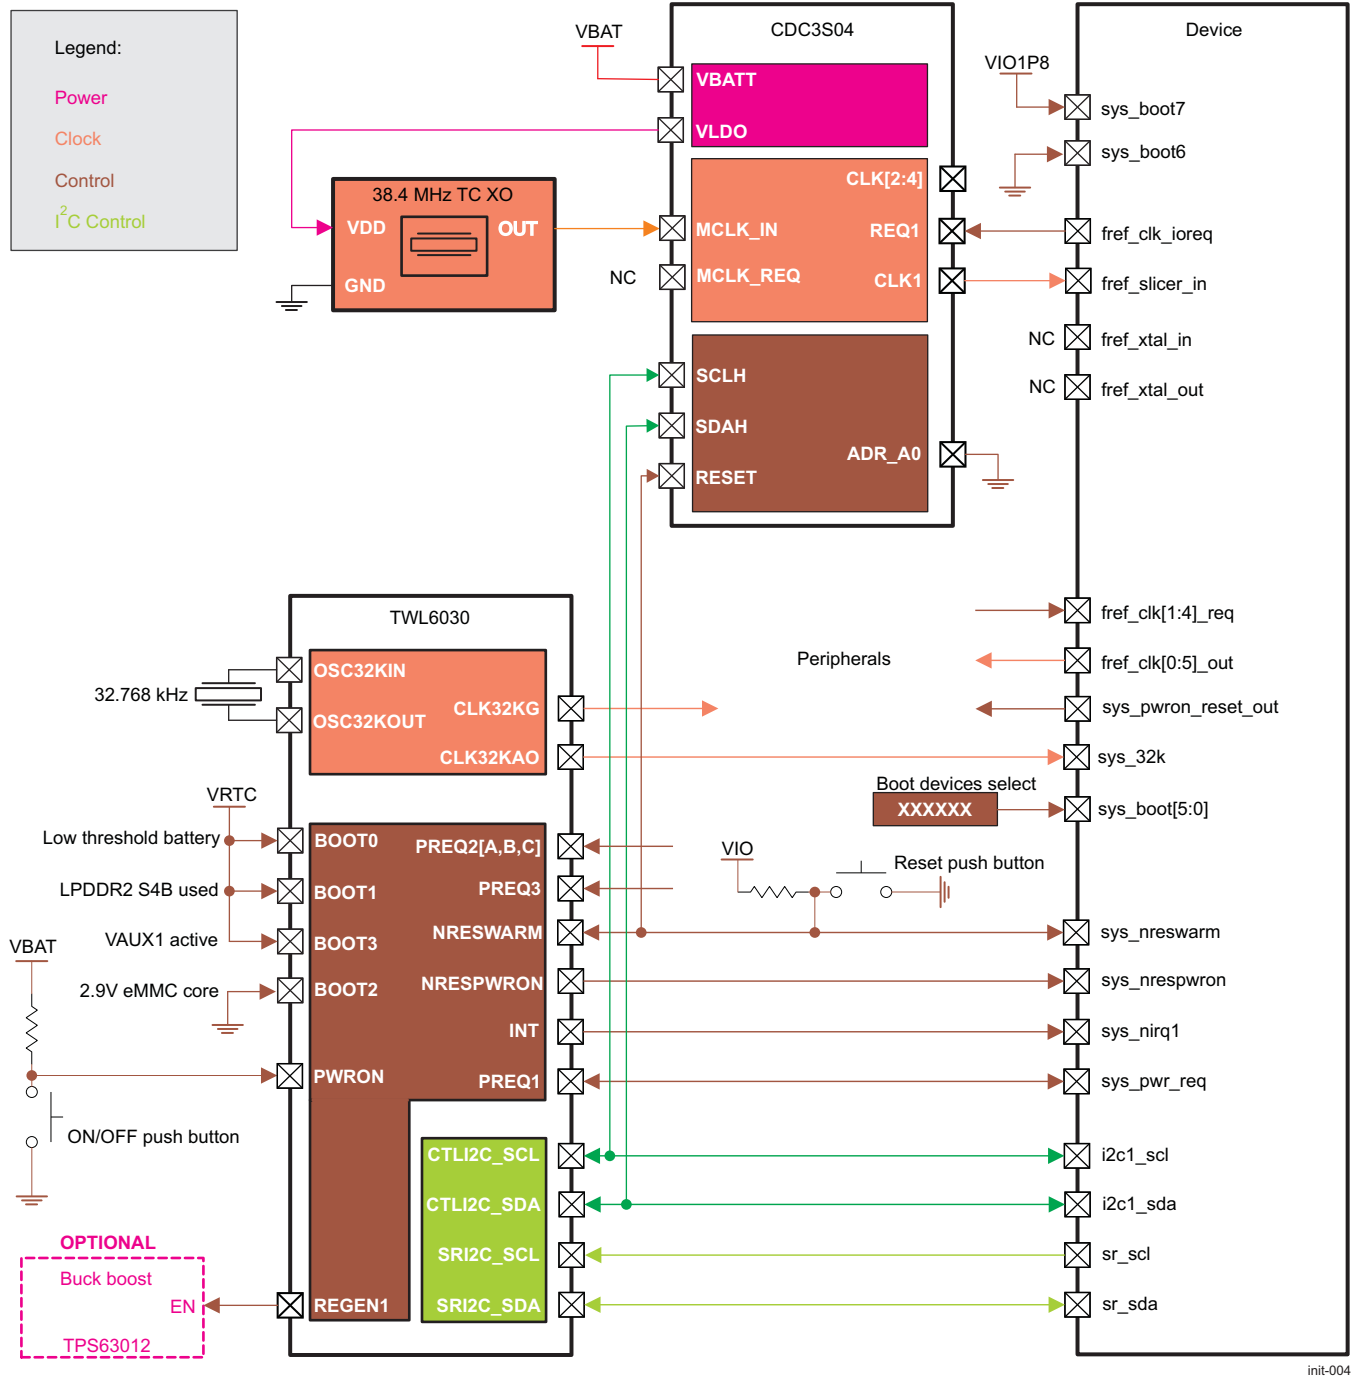 Legend:
Power
Clock
Control
I2C Control
VBAT
CDC3S04
VBATT
VLDO
38.4 MHz TC XO
VDD
OUT
GND
NC
CLK[2:4]
MCLK_IN
REQ1
MCLK_REQ
CLK1
SCLH
SDAH
ADR_A0
RESET
Device
VIO1P8
sys_boot7
sys_boot6
fref_clk_ioreq
fref_slicer_in
NC
fref_xtal_in
NC
fref_xtal_out
TWL6030
32.768 kHz
OSC32KIN
CLK32KG
OSC32KOUT
CLK32KAO
Peripherals
fref_clk[1:4]_req
fref_clk[0:5]_out
sys_pwron_reset_out
sys_32k
Boot devices select
XXXXXX
sys_boot[5:0]
VRTC
Low threshold battery
BOOT0
PREQ2[A,B,C]
LPDDR2 S4B used
BOOT1
PREQ3
VIO
Reset push button
VAUX1 active
BOOT3
NRESWARM
sys_nreswarm
VBAT
2.9V eMMC core
BOOT2
NRESPWRON
sys_nrespwron
INT
sys_nirq1
PWRON
PREQ1
sys_pwr_req
ON/OFF push button
CTLI2C_SCL
i2c1_scl
CTLI2C_SDA
i2c1_sda
SRI2C_SCL
sr_scl
SRI2C_SDA
sr_sda
OPTIONAL
Buck boost
EN
TPS63012
REGEN1
init-004